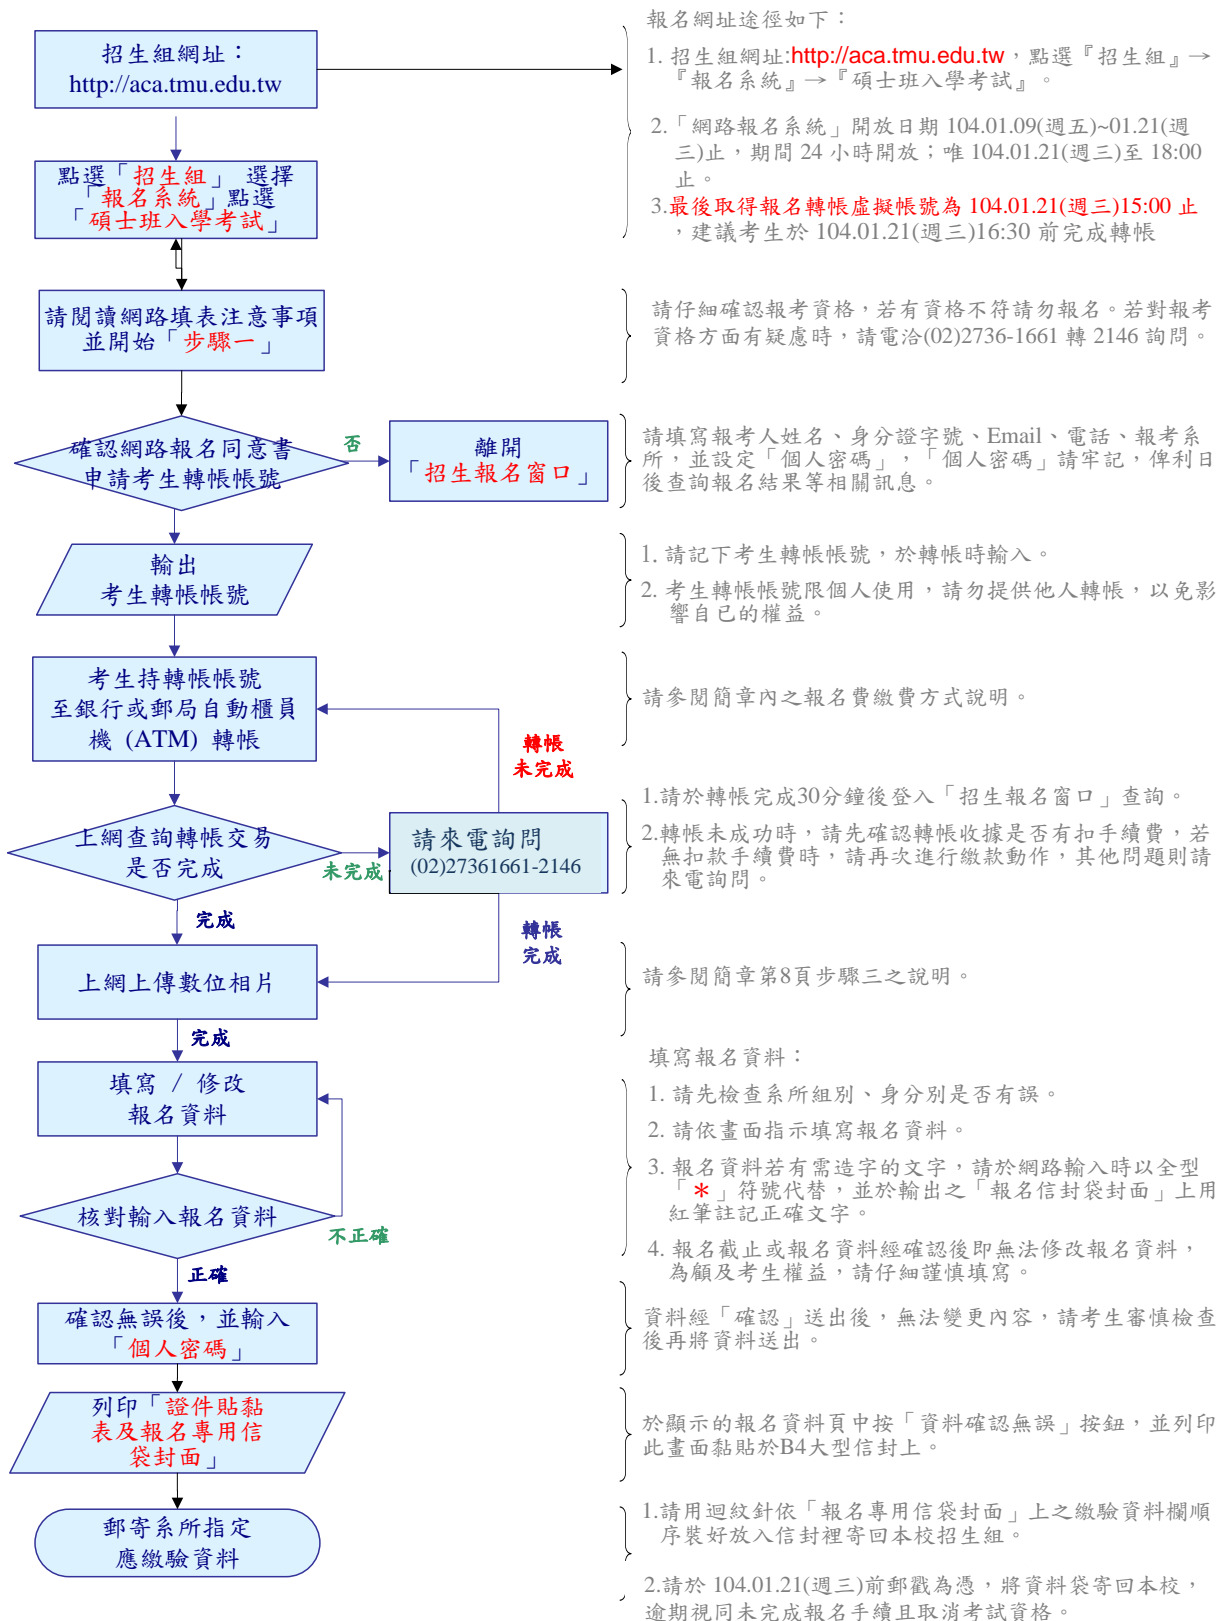 招生組網址：
http://aca.tmu.edu.tw
報名網址途徑如下：
1. 招生組網址:http://aca.tmu.edu.tw，點選『招生組』→
『報名系統』→『碩士班入學考試』。
2.「網路報名系統」開放日期 104.01.09(週五)~01.21(週
三)止，期間 24 小時開放；唯 104.01.21(週三)至 18:00
止。
3.最後取得報名轉帳虛擬帳號為 104.01.21(週三)15:00 止
，建議考生於 104.01.21(週三)16:30 前完成轉帳
點選「招生組」 選擇
「報名系統」點選
「碩士班入學考試」
請閱讀網路填表注意事項
並開始「步驟一」
請仔細確認報考資格，若有資格不符請勿報名。若對報考
資格方面有疑慮時，請電洽(02)2736-1661 轉 2146 詢問。
確認網路報名同意書
申請考生轉帳帳號
否
離開
「招生報名窗口」
請填寫報考人姓名、身分證字號、Email、電話、報考系
所，並設定「個人密碼」，「個人密碼」請牢記，俾利日
後查詢報名結果等相關訊息。
輸出
考生轉帳帳號
1. 請記下考生轉帳帳號，於轉帳時輸入。
2. 考生轉帳帳號限個人使用，請勿提供他人轉帳，以免影
響自已的權益。
考生持轉帳帳號
至銀行或郵局自動櫃員
機 (ATM) 轉帳
請參閱簡章內之報名費繳費方式說明。
轉帳
未完成
上網查詢轉帳交易
是否完成
未完成
請來電詢問
(02)27361661-2146
1.請於轉帳完成30分鐘後登入「招生報名窗口」查詢。
2.轉帳未成功時，請先確認轉帳收據是否有扣手續費，若
無扣款手續費時，請再次進行繳款動作，其他問題則請
來電詢問。
完成
轉帳
完成
上網上傳數位相片
請參閱簡章第8頁步驟三之說明。
完成
填寫 / 修改
報名資料
填寫報名資料：
1. 請先檢查系所組別、身分別是否有誤。
2. 請依畫面指示填寫報名資料。
3. 報名資料若有需造字的文字，請於網路輸入時以全型
「＊」符號代替，並於輸出之「報名信封袋封面」上用
紅筆註記正確文字。
4. 報名截止或報名資料經確認後即無法修改報名資料，
為顧及考生權益，請仔細謹慎填寫。
核對輸入報名資料
不正確
正確
確認無誤後，並輸入
「個人密碼」
資料經「確認」送出後，無法變更內容，請考生審慎檢查
後再將資料送出。
列印「證件貼黏
表及報名專用信
袋封面」
於顯示的報名資料頁中按「資料確認無誤」按鈕，並列印
此畫面黏貼於B4大型信封上。
郵寄系所指定
應繳驗資料
1.請用迴紋針依「報名專用信袋封面」上之繳驗資料欄順
序裝好放入信封裡寄回本校招生組。
2.請於 104.01.21(週三)前郵戳為憑，將資料袋寄回本校，
逾期視同未完成報名手續且取消考試資格。